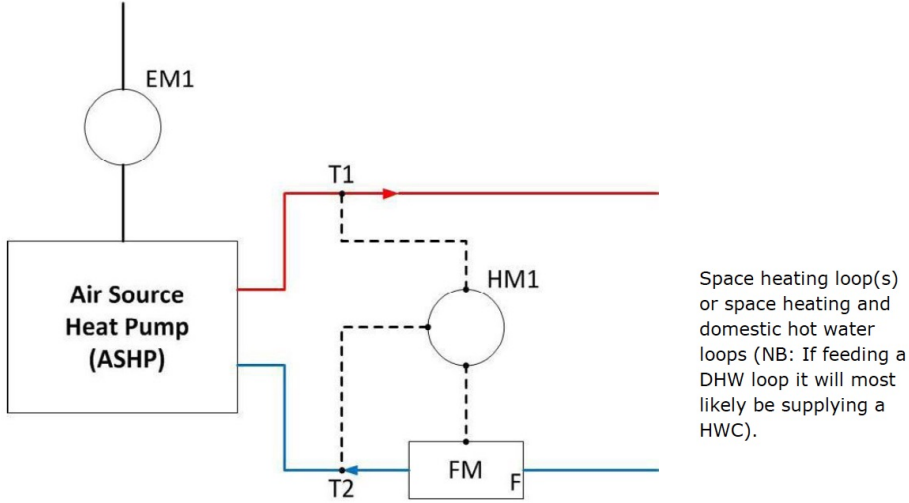 EM1
T1
Air Source
Heat Pump
(ASHP)
HM1
Space heating loop(s)
or space heating and
domestic hot water
loops (NB: If feeding a
DHW loop it will most
likely be supplying a
HWC).
FM
F
T2